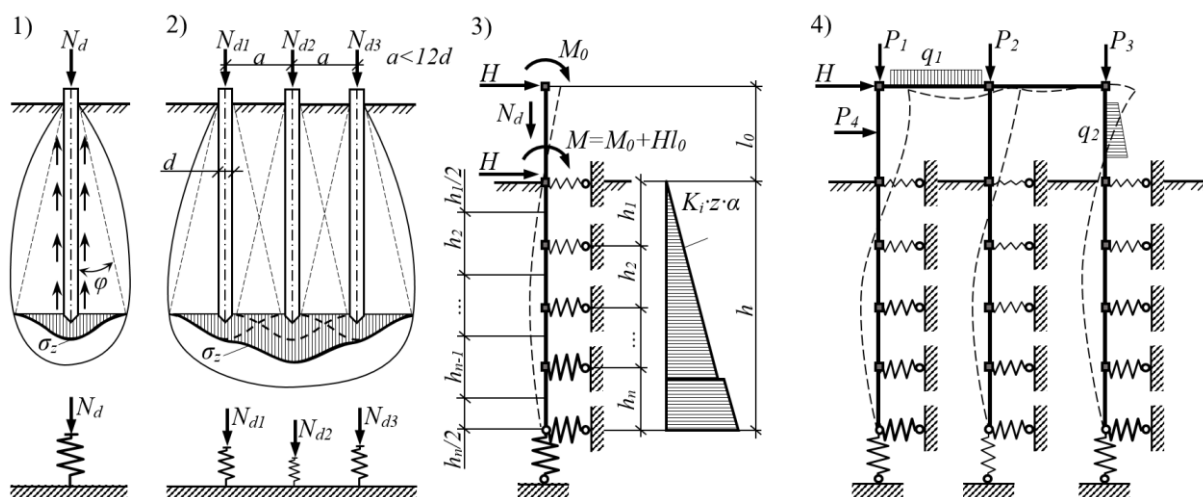 1)
N_d
d
φ
σ_z
N_d
2)
N_d1 N_d2 N_d3
a a a<12d
σ_z
N_d1 N_d2 N_d3
3)
M_0
H
N_d
M=M_0+Hl_0
H
l_0
h_1/2
h_2
...
h_n-1
h_n/2
h_1
h_2
...
h_n
K_i·z·α
h
4)
P_1 P_2 P_3
q_1
H
P_4
q_2